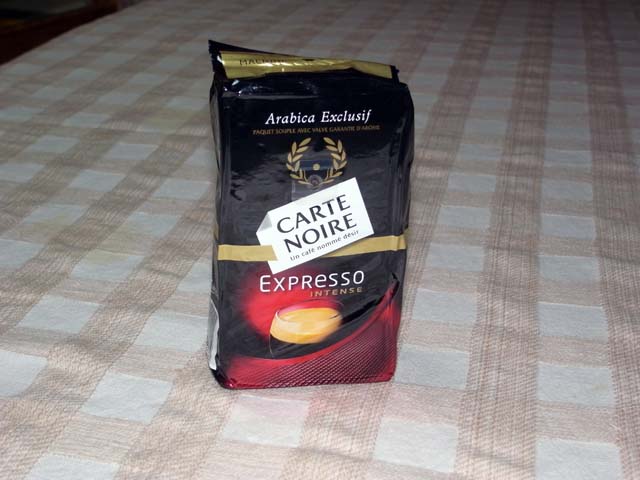 Arabica Exclusif
PAQUET SOUPLE AVEC VALVE GARANTIE D'AROME
CARTE
NOIRE
Un café nommé désir
EXPRESSO
INTENSE